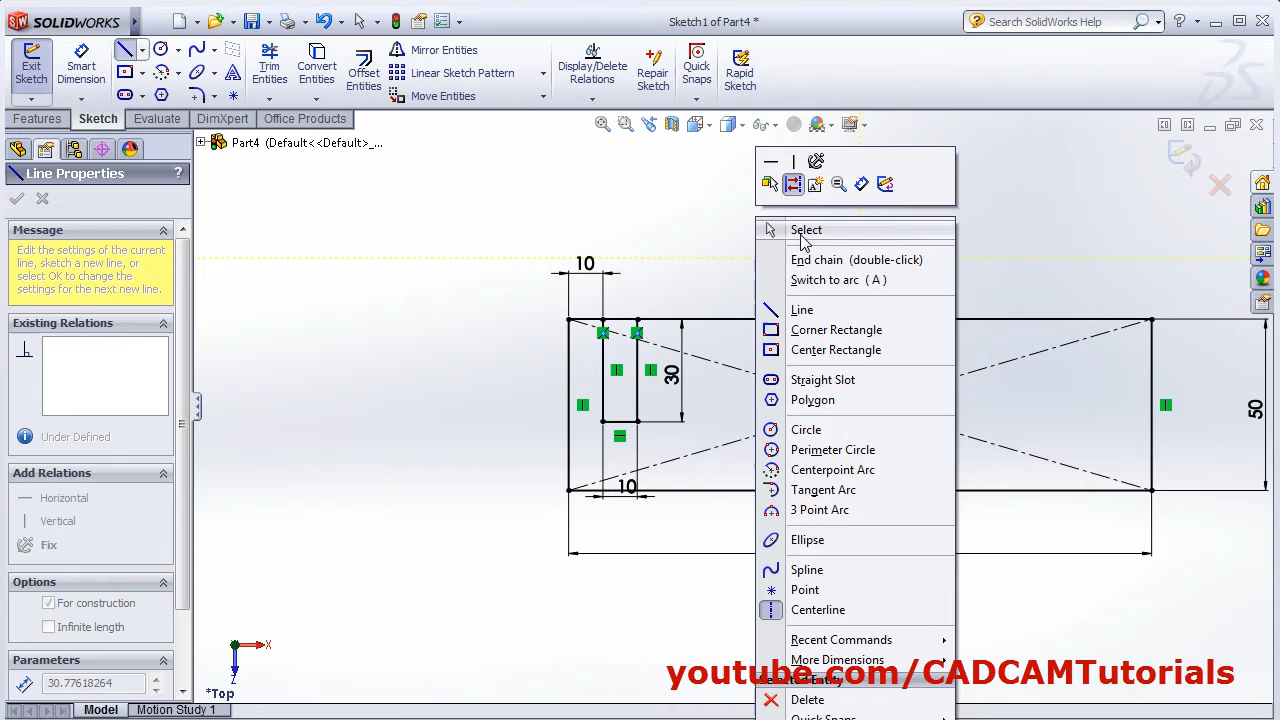 SOLIDWORKS
Sketch1 of Part4 *
Search SolidWorks Help
Exit Sketch
Smart Dimension
Trim Entities
Convert Entities
Offset Entities
Mirror Entities
Linear Sketch Pattern
Move Entities
Display/Delete Relations
Repair Sketch
Quick Snaps
Rapid Sketch
Features
Sketch
Evaluate
DimXpert
Office Products
Part4 (Default<<Default>_...
Line Properties
?
Message
Edit the settings of the current
line, sketch a new line, or
select OK to change the
settings for the next new line.
Existing Relations
Under Defined
Add Relations
Horizontal
Vertical
Fix
Options
For construction
Infinite length
Parameters
30.77618264
10
30
10
50
Select
End chain (double-click)
Switch to arc ( A )
Line
Corner Rectangle
Center Rectangle
Straight Slot
Polygon
Circle
Perimeter Circle
Centerpoint Arc
Tangent Arc
3 Point Arc
Ellipse
Spline
Point
Centerline
Recent Commands
More Dimensions
Delete
Quick Snaps
X
Z
*Top
youtube.com/CADCAMTutorials
Model
Motion Study 1